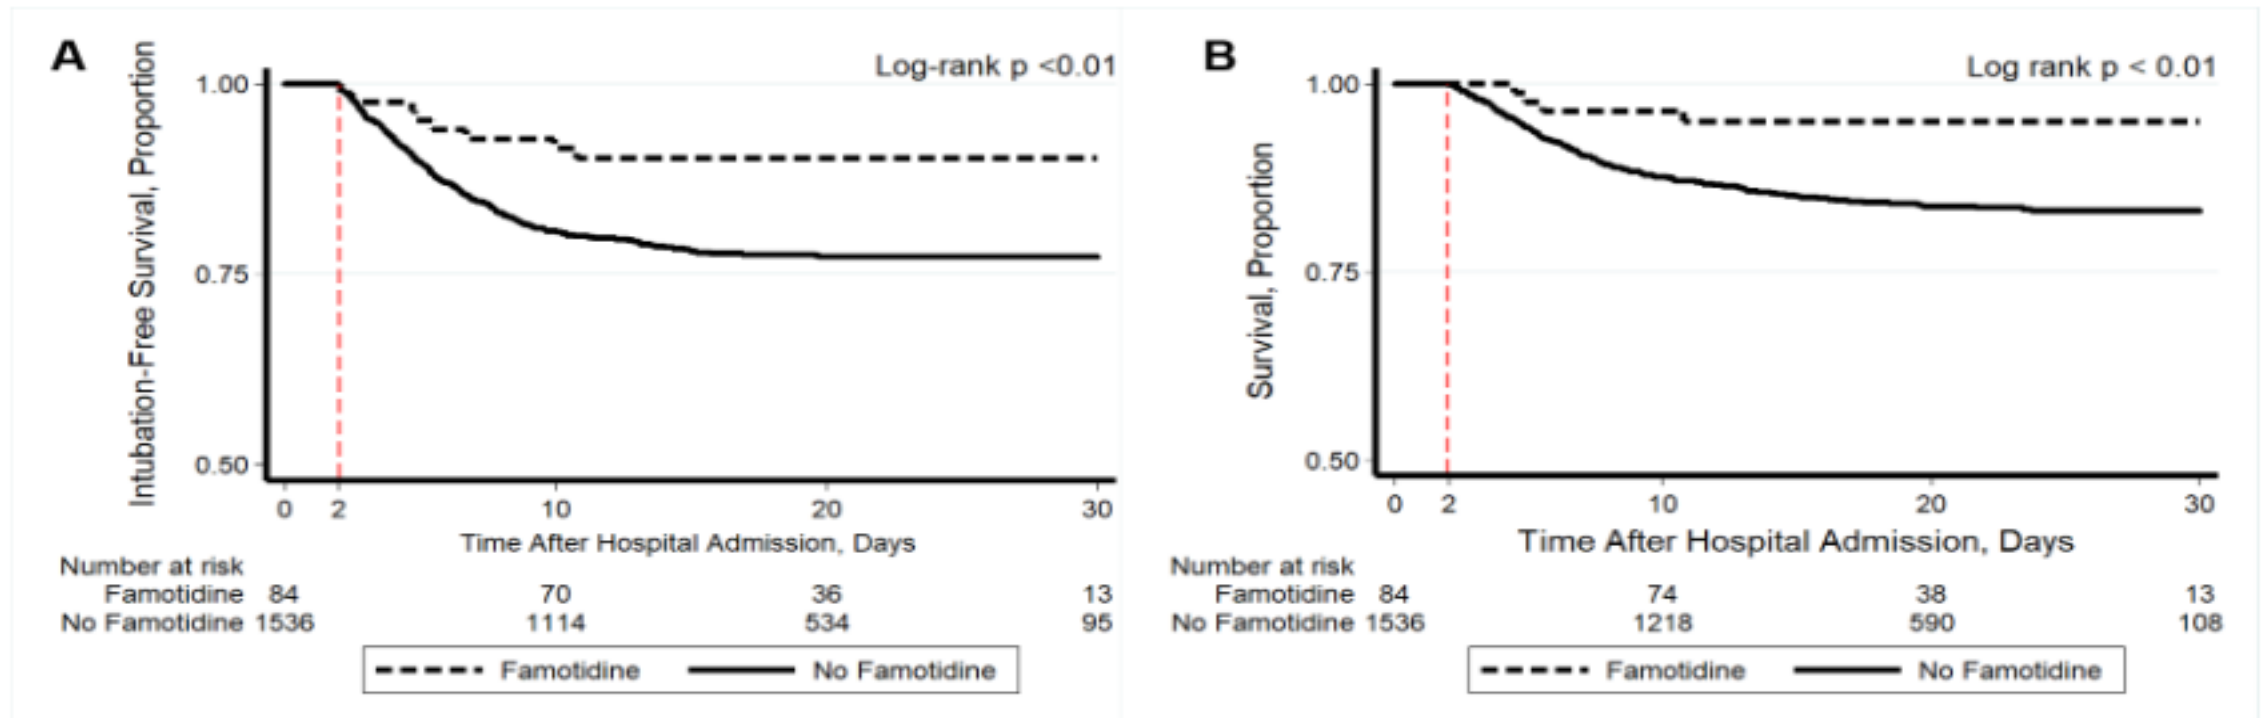 A
Log-rank p <0.01
Intubation-Free Survival, Proportion
1.00
0.75
0.50
0 2 10 20 30
Time After Hospital Admission, Days
Number at risk
Famotidine 84 70 36 13
No Famotidine 1536 1114 534 95
Famotidine No Famotidine
B
Log rank p < 0.01
Survival, Proportion
1.00
0.75
0.50
0 2 10 20 30
Time After Hospital Admission, Days
Number at risk
Famotidine 84 74 38 13
No Famotidine 1536 1218 590 108
Famotidine No Famotidine